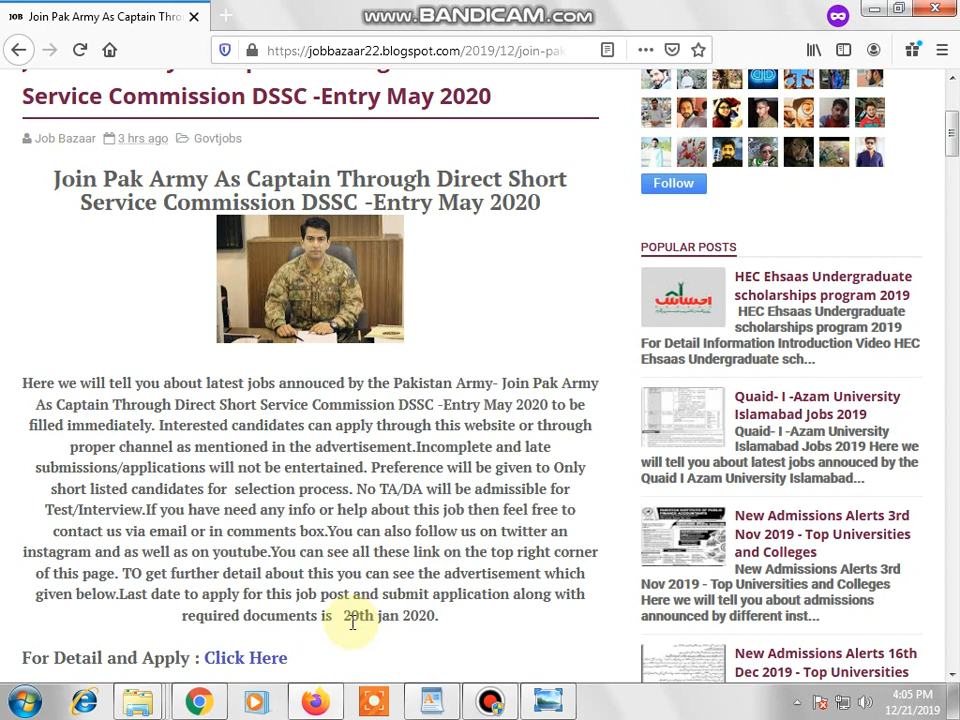 Join Pak Army As Captain Thro
WWW.BANDICAM.COM
https://jobbazaar22.blogspot.com/2019/12/join-pak
Service Commission DSSC -Entry May 2020
Job Bazaar 3 hrs ago Govtjobs
Join Pak Army As Captain Through Direct Short
Service Commission DSSC -Entry May 2020
Here we will tell you about latest jobs annouced by the Pakistan Army- Join Pak Army
As Captain Through Direct Short Service Commission DSSC -Entry May 2020 to be
filled immediately. Interested candidates can apply through this website or through
proper channel as mentioned in the advertisement.Incomplete and late
submissions/applications will not be entertained. Preference will be given to Only
short listed candidates for selection process. No TA/DA will be admissible for
Test/Interview.If you have need any info or help about this job then feel free to
contact us via email or in comments box.You can also follow us on twitter an
instagram and as well as on youtube.You can see all these link on the top right corner
of this page. TO get further detail about this you can see the advertisement which
given below.Last date to apply for this job post and submit application along with
required documents is 20th jan 2020.
For Detail and Apply : Click Here
Follow
POPULAR POSTS
HEC Ehsaas Undergraduate
scholarships program 2019
HEC Ehsaas Undergraduate
scholarships program 2019
For Detail Information Introduction Video HEC
Ehsaas Undergraduate sch...
احساس
Quaid- I -Azam University
Islamabad Jobs 2019
Quaid- I -Azam University
Islamabad Jobs 2019 Here we
will tell you about latest jobs annouced by the
Quaid I Azam University Islamabad...
New Admissions Alerts 3rd
Nov 2019 - Top Universities
and Colleges
New Admissions Alerts 3rd
Nov 2019 - Top Universities and Colleges
Here we will tell you about new admissions
announced by different inst...
New Admissions Alerts 16th
Dec 2019 - Top Universities
4:05 PM
12/21/2019